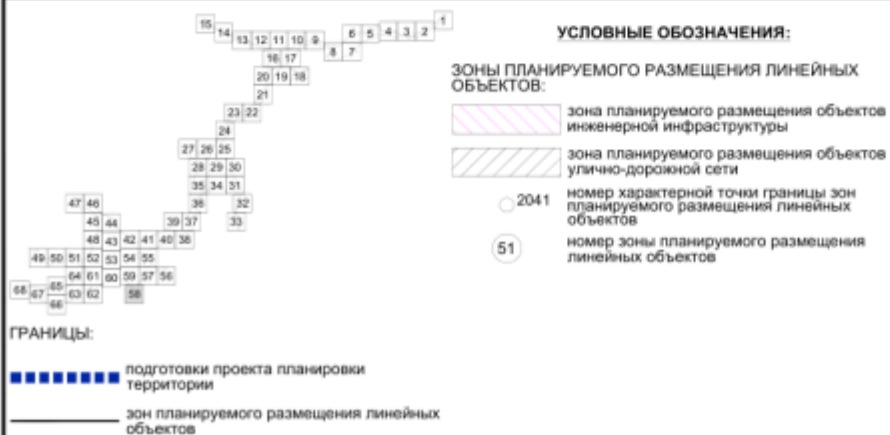 15 14 13 12 11 10 9 8 7 6 5 4 3 2 1
16 17
20 19 18
21
23 22
24
27 26 25
28 29 30
35 34 31
47 46 36 32
45 44 39 37 33
48 43 42 41 40 38
49 50 51 52 53 54 55
64 61 60 59 57 56
68 67 65 63 62 58
66
ГРАНИЦЫ:
подготовки проекта планировки
территории
зон планируемого размещения линейных
объектов
УСЛОВНЫЕ ОБОЗНАЧЕНИЯ:
ЗОНЫ ПЛАНИРУЕМОГО РАЗМЕЩЕНИЯ ЛИНЕЙНЫХ
ОБЪЕКТОВ:
зона планируемого размещения объектов
инженерной инфраструктуры
зона планируемого размещения объектов
улично-дорожной сети
2041 номер характерной точки границы зон
планируемого размещения линейных
объектов
51 номер зоны планируемого размещения
линейных объектов